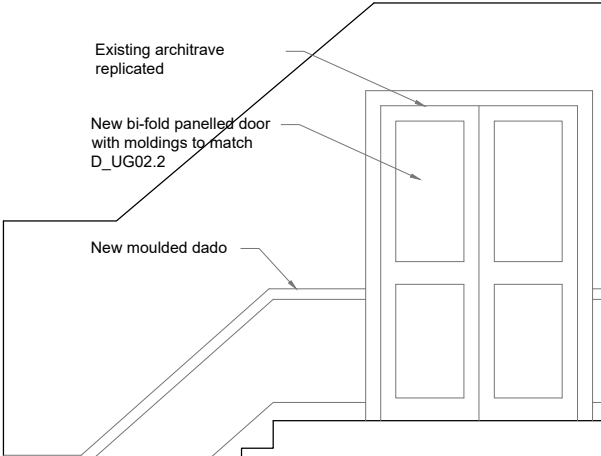 Existing architrave
replicated
New bi-fold panelled door
with moldings to match
D_UG02.2
New moulded dado